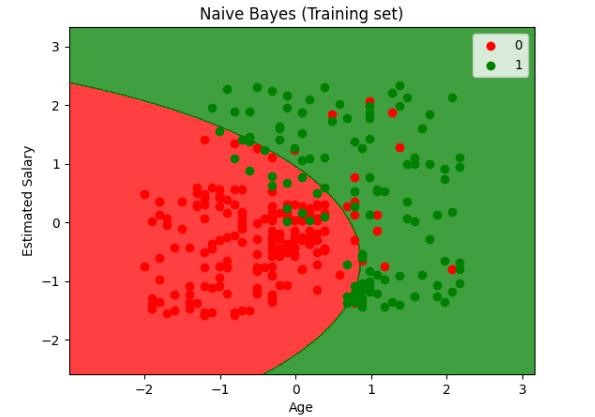 Naive Bayes (Training set)
0
1
3
2
1
0
−1
−2
Estimated Salary
−2 −1 0 1 2 3
Age